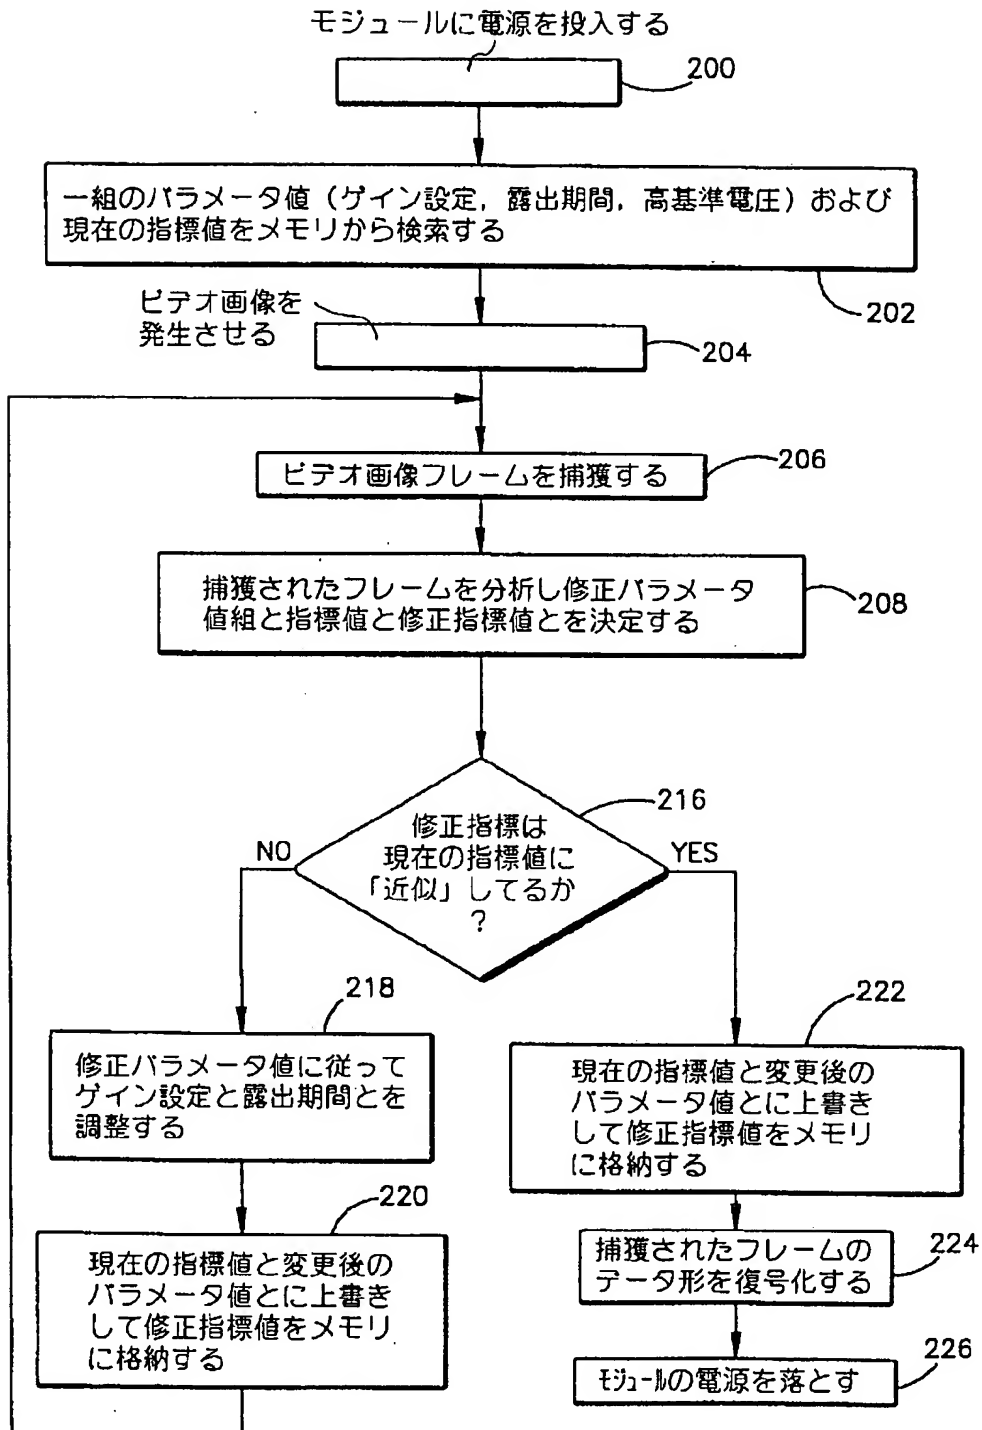 モジュールに電源を投入する
200
一組のパラメータ値（ゲイン設定，露出期間，高基準電圧）および
現在の指標値をメモリから検索する
202
ビデオ画像を
発生させる
204
ビデオ画像フレームを捕獲する
206
捕獲されたフレームを分析し修正パラメータ
値組と指標値と修正指標値とを決定する
208
216
修正指標は
現在の指標値に
「近似」してるか
?
NO
YES
218
修正パラメータ値に従って
ゲイン設定と露出期間とを
調整する
220
現在の指標値と変更後の
パラメータ値とに上書き
して修正指標値をメモリ
に格納する
222
現在の指標値と変更後の
パラメータ値とに上書き
して修正指標値をメモリ
に格納する
捕獲されたフレームの
データ形を復号化する
224
モジュールの電源を落とす
226